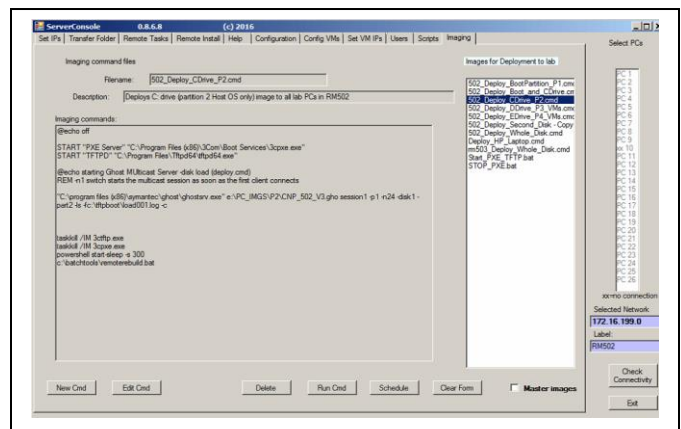 ServerConsole 0.8.6.8 (c) 2016
Set IPs Transfer Folder Remote Tasks Remote Install Help Configuration Config VMs Set VM IPs Users Scripts Imaging
Select PCs
Imaging command files
Images for Deployment to lab
Filename: 502_Deploy_CDrive_P2.cmd
Description: Deploys C: drive (partition 2 Host OS only) image to all lab PCs in RM502
Imaging commands:
@echo off
START "PXE Server" "C:\Program Files (x86)\3Com\Boot Services\3cpxe.exe"
START "TFTPD" "C:\Program Files\Tftpd64\tftpd64.exe"
@echo starting Ghost MUlticast Server -disk load (deploy.cmd)
REM -n1 switch starts the multicast session as soon as the first client connects
"C:\program files (x86)\symantec\ghost\ghostsrv.exe" e:\PC_IMGS\P2\CNP_502_V3.gho session1 -p1 -n24 -disk1 -
part2 -ls -fc:\tftpboot\load001.log -c
taskkill /IM 3ctftp.exe
taskkill /IM 3cpxe.exe
powershell start-sleep -s 300
c:\batchtools\remoterebuild.bat
502_Deploy_BootPartition_P1.cmd
502_Deploy_Boot_and_CDrive.cm
502_Deploy_CDrive_P2.cmd
502_Deploy_DDrive_P3_VMs.cmd
502_Deploy_EDrive_P4_VMs.cmd
502_Deploy_Second_Disk - Copy
502_Deploy_Whole_Disk.cmd
Deploy_HP_Laptop.cmd
rm503_Deploy_Whole_Disk.cmd
Start_PXE_TFTP.bat
STOP_PXE.bat
PC 1
PC 2
PC 3
PC 4
PC 5
PC 6
PC 7
PC 8
PC 9
xx 10
PC 11
PC 12
PC 13
PC 14
PC 15
PC 16
PC 17
PC 18
PC 19
PC 20
PC 21
PC 22
PC 23
PC 24
PC 25
PC 26
xx=no connection
Selected Network
172.16.199.0
Label:
RM502
Check
Connectivity
New Cmd Edit Cmd Delete Run Cmd Schedule Clear Form Master images
Exit